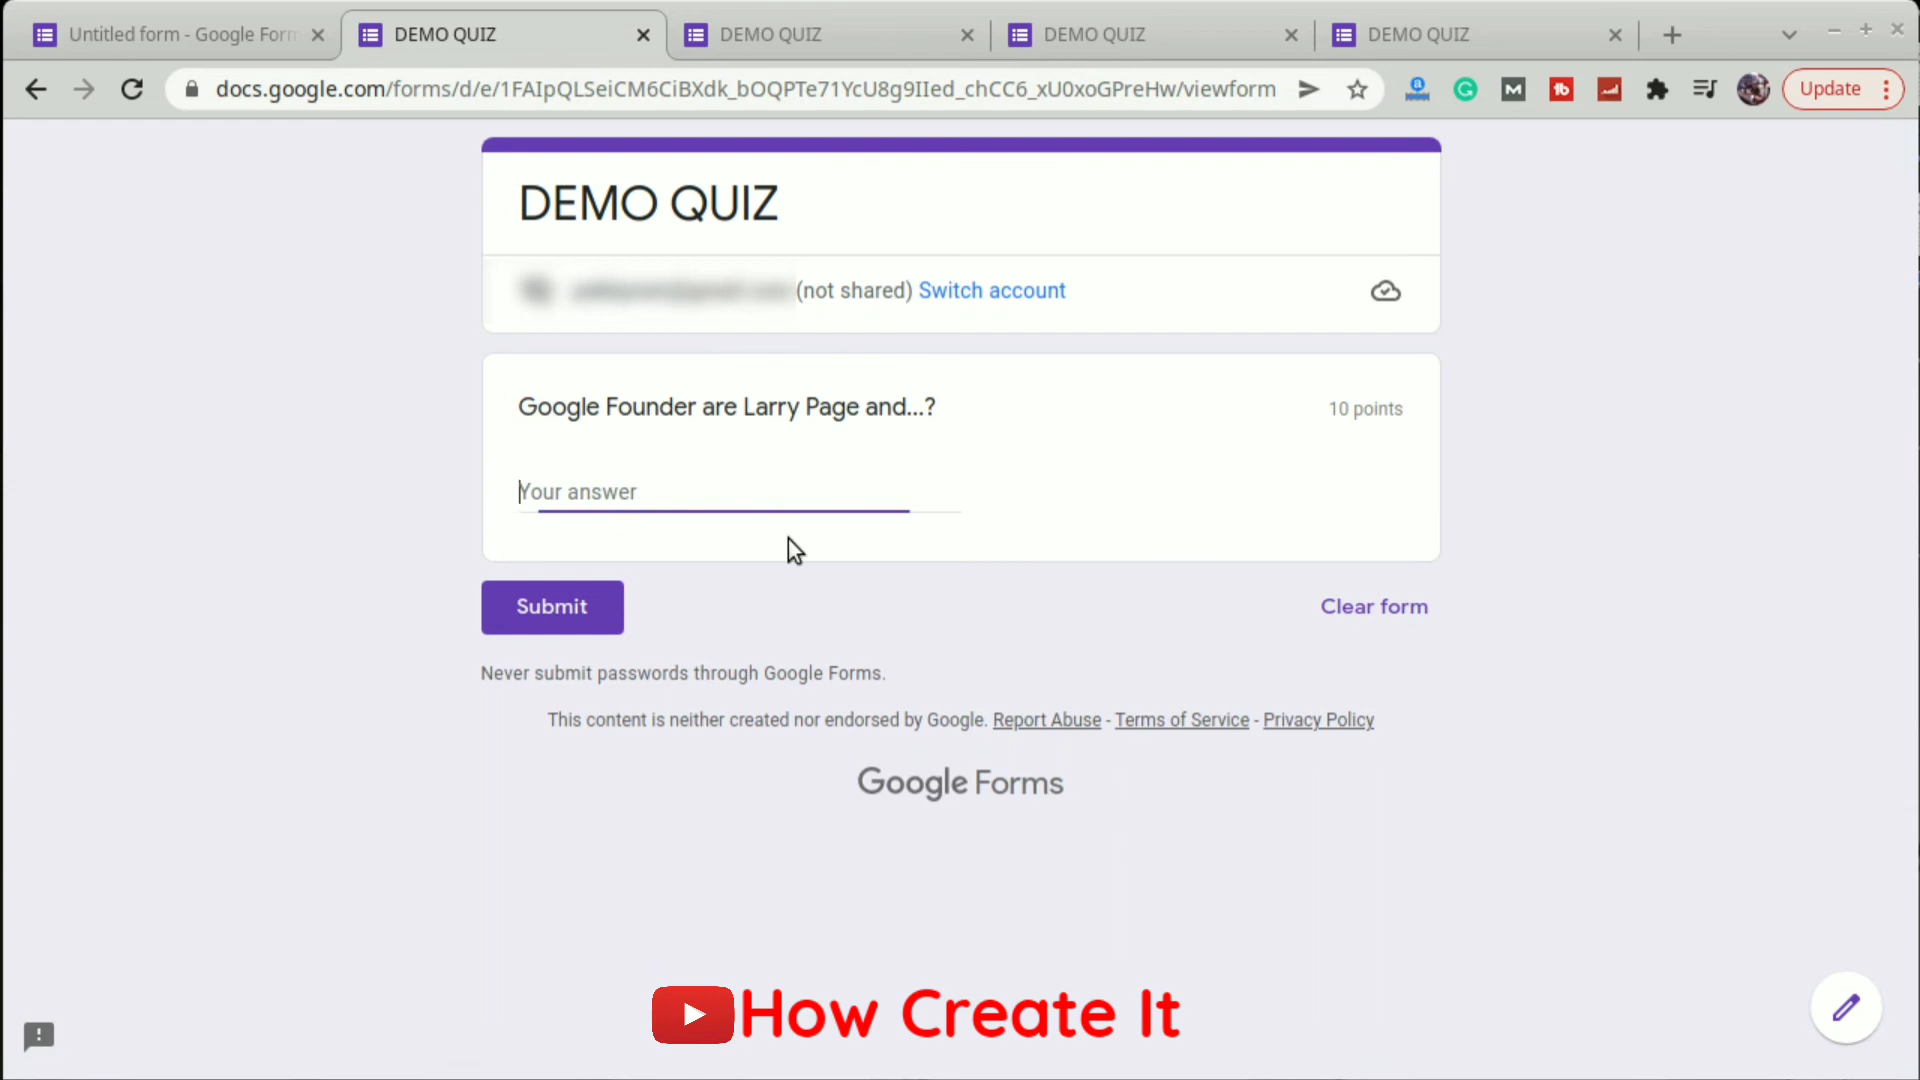 Untitled form - Google Form
DEMO QUIZ
DEMO QUIZ
DEMO QUIZ
DEMO QUIZ
docs.google.com/forms/d/e/1FAIpQLSeiCM6CiBXdk_bOQPTe71YcU8g9IIed_chCC6_xU0xoGPreHw/viewform
Update
DEMO QUIZ
(not shared) Switch account
Google Founder are Larry Page and...?
10 points
Your answer
Submit
Clear form
Never submit passwords through Google Forms.
This content is neither created nor endorsed by Google. Report Abuse - Terms of Service - Privacy Policy
Google Forms
How Create It